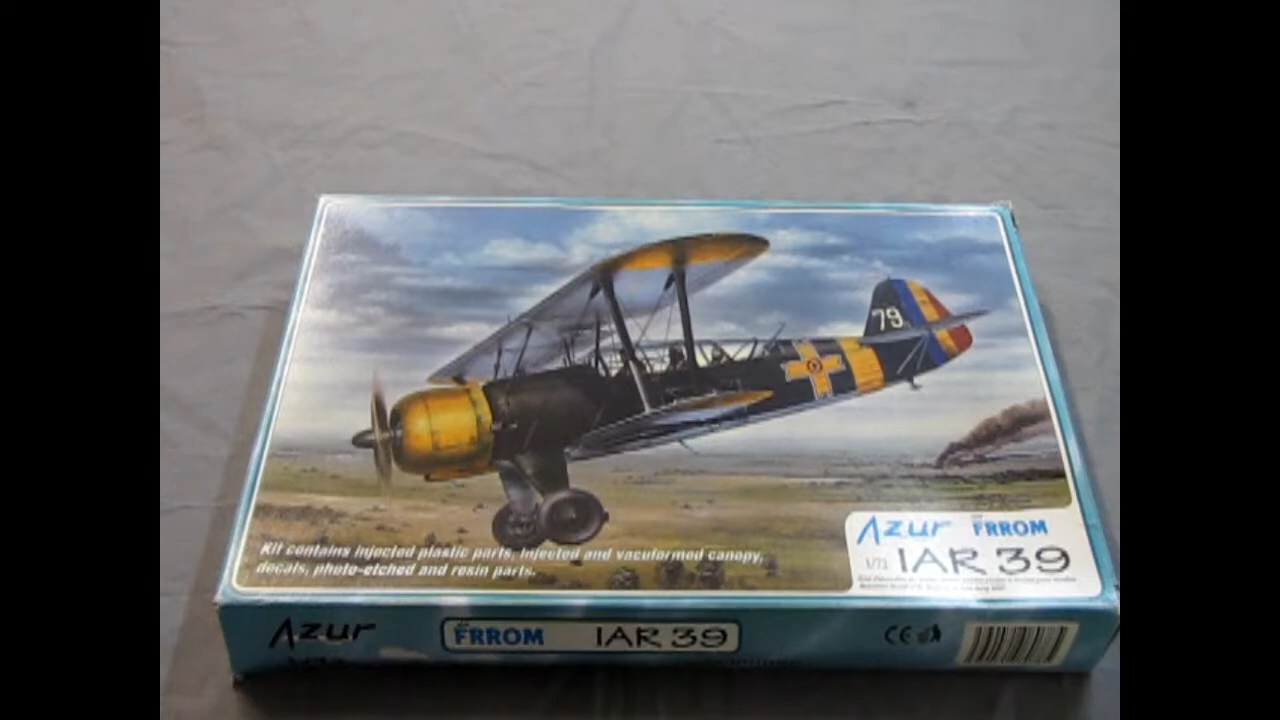 79
Kit contains injected plastic parts, injected and vacuformed canopy,
decals, photo-etched and resin parts.
Azur FRROM
1/72 IAR 39
Azur FRROM IAR 39 CE